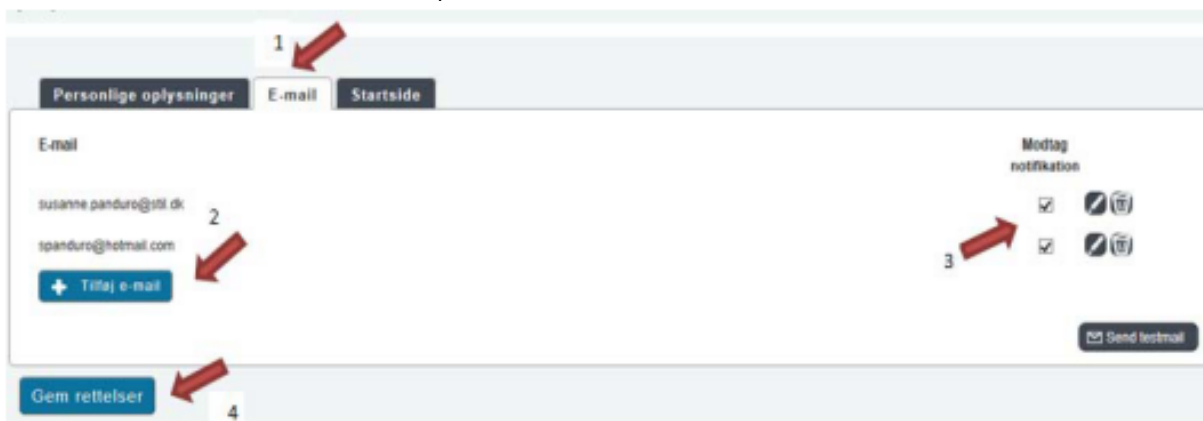 1
Personlige oplysninger E-mail Startside
E-mail
Modtag
notifikation
susanne.panduro@stil.dk
2
spanduro@hotmail.com
3
Tilføj e-mail
Send testmail
Gem rettelser
4